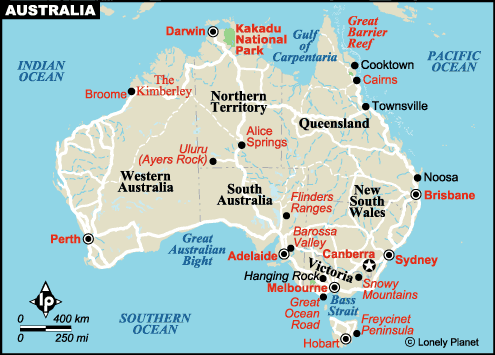 AUSTRALIA
Darwin
Kakadu
National
Park
Gulf
of
Carpentaria
Great
Barrier
Reef
INDIAN
OCEAN
PACIFIC
OCEAN
Cooktown
Cairns
The
Kimberley
Broome
Northern
Territory
Townsville
Queensland
Alice
Springs
Uluru
(Ayers Rock)
Western
Australia
South
Australia
Noosa
Brisbane
Flinders
Ranges
New
South
Wales
Perth
Great
Australian
Bight
Barossa
Valley
Adelaide
Canberra
Sydney
Hanging Rock
Victoria
Snowy
Mountains
Melbourne
Great
Ocean
Road
Bass
Strait
lp
0 400 km
0 250 mi
SOUTHERN
OCEAN
Freycinet
Peninsula
Hobart
© Lonely Planet